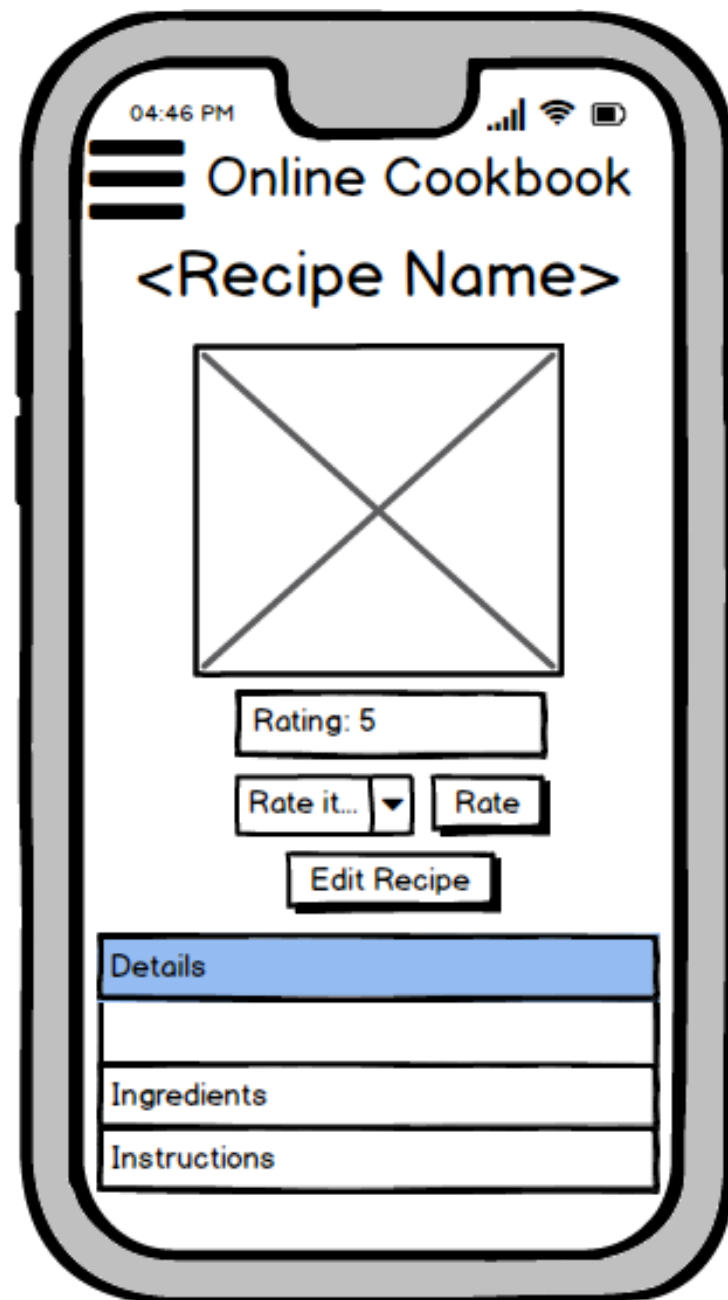 04:46 PM
Online Cookbook
<Recipe Name>
Rating: 5
Rate it... Rate
Edit Recipe
Details
Ingredients
Instructions